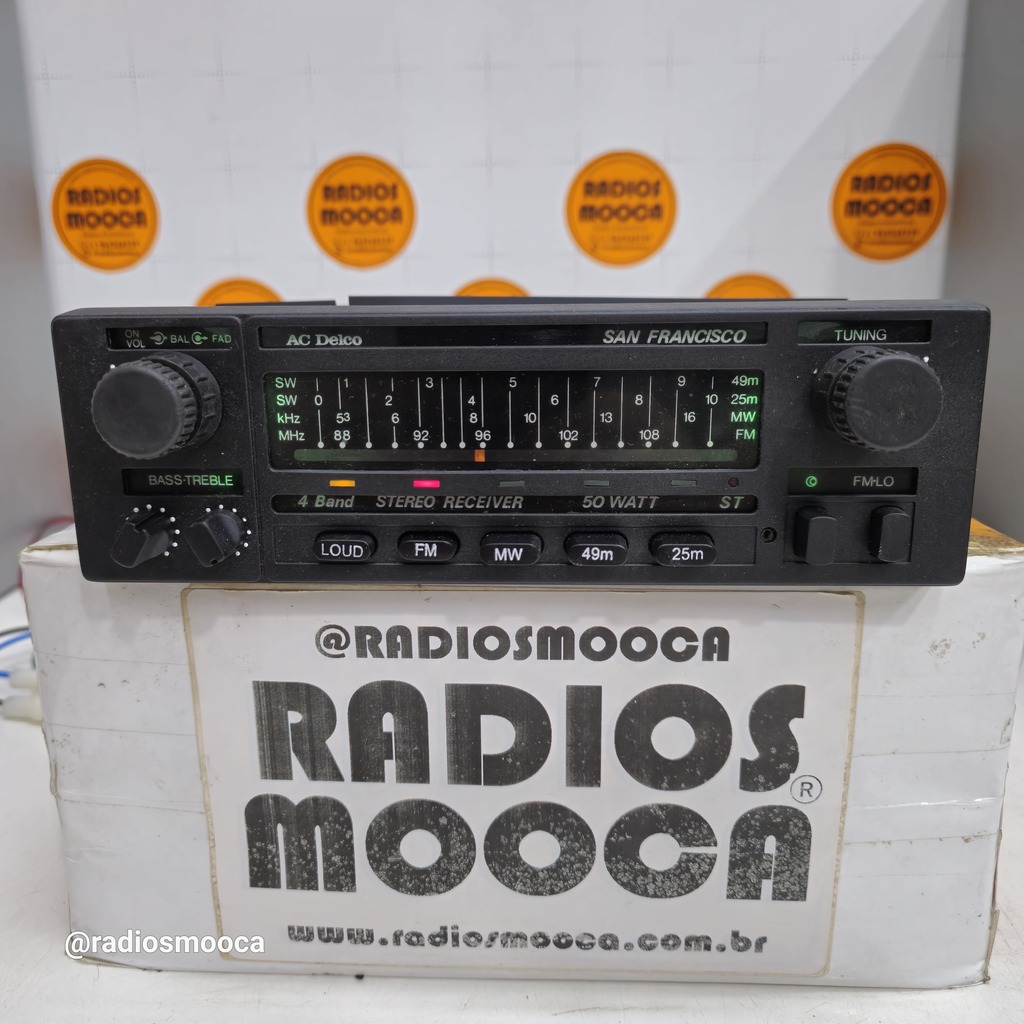 RADIOS
MOOCA
RADIOS
MOOCA
RADIOS
MOOCA
RADIOS
MOOCA
ON
VOL BAL FAD
AC Delco SAN FRANCISCO
TUNING
SW 1 3 5 7 9 49m
SW 0 2 4 6 8 10 25m
kHz 53 6 8 10 13 16 MW
MHz 88 92 96 102 108 FM
BASS-TREBLE
FM-LO
4 Band STEREO RECEIVER 50 WATT ST
LOUD FM MW 49m 25m
@RADIOSMOOCA
RADIOS
MOOCA
R
www.radiosmooca.com.br
@radiosmooca